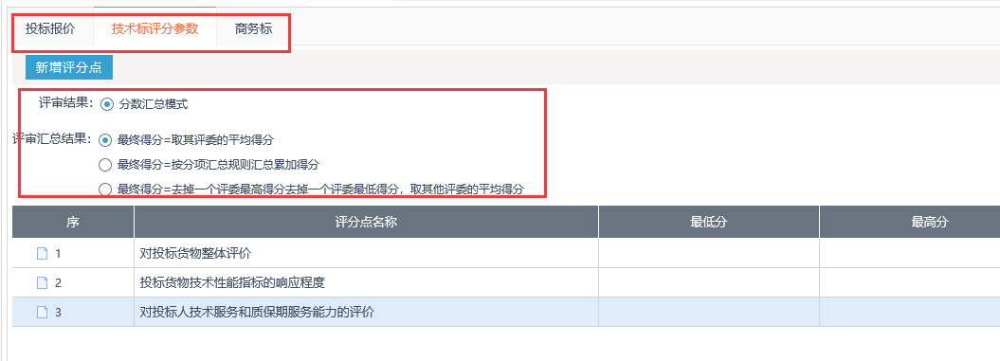 投标报价 技术标评分参数 商务标
新增评分点
评审结果： 分数汇总模式
评审汇总结果： 最终得分=取其评委的平均得分
最终得分=按分项汇总规则汇总累加得分
最终得分=去掉一个评委最高得分去掉一个评委最低得分，取其他评委的平均得分
序 评分点名称 最低分 最高分
1 对投标货物整体评价
2 投标货物技术性能指标的响应程度
3 对投标人技术服务和质保期服务能力的评价